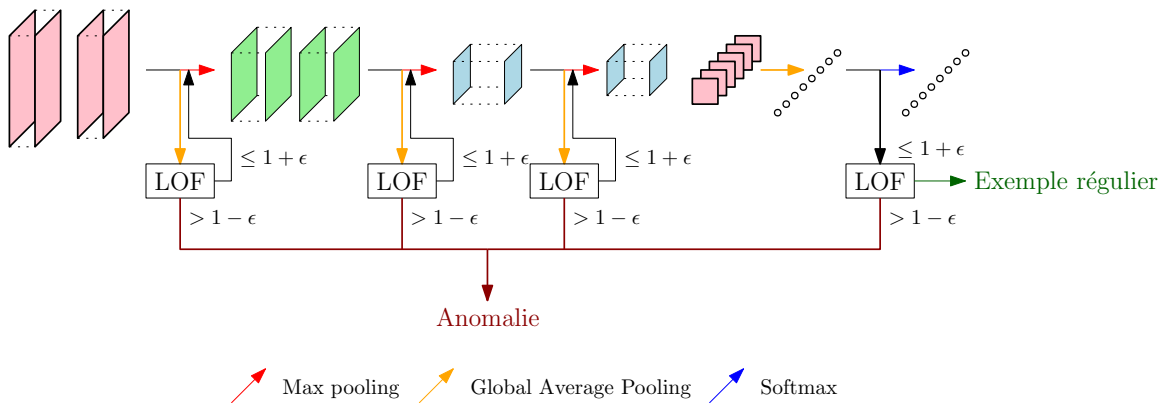 ≤ 1 + ϵ
≤ 1 + ϵ
≤ 1 + ϵ
≤ 1 + ϵ
LOF
LOF
LOF
LOF
Exemple régulier
> 1 − ϵ
> 1 − ϵ
> 1 − ϵ
> 1 − ϵ
Anomalie
Max pooling
Global Average Pooling
Softmax